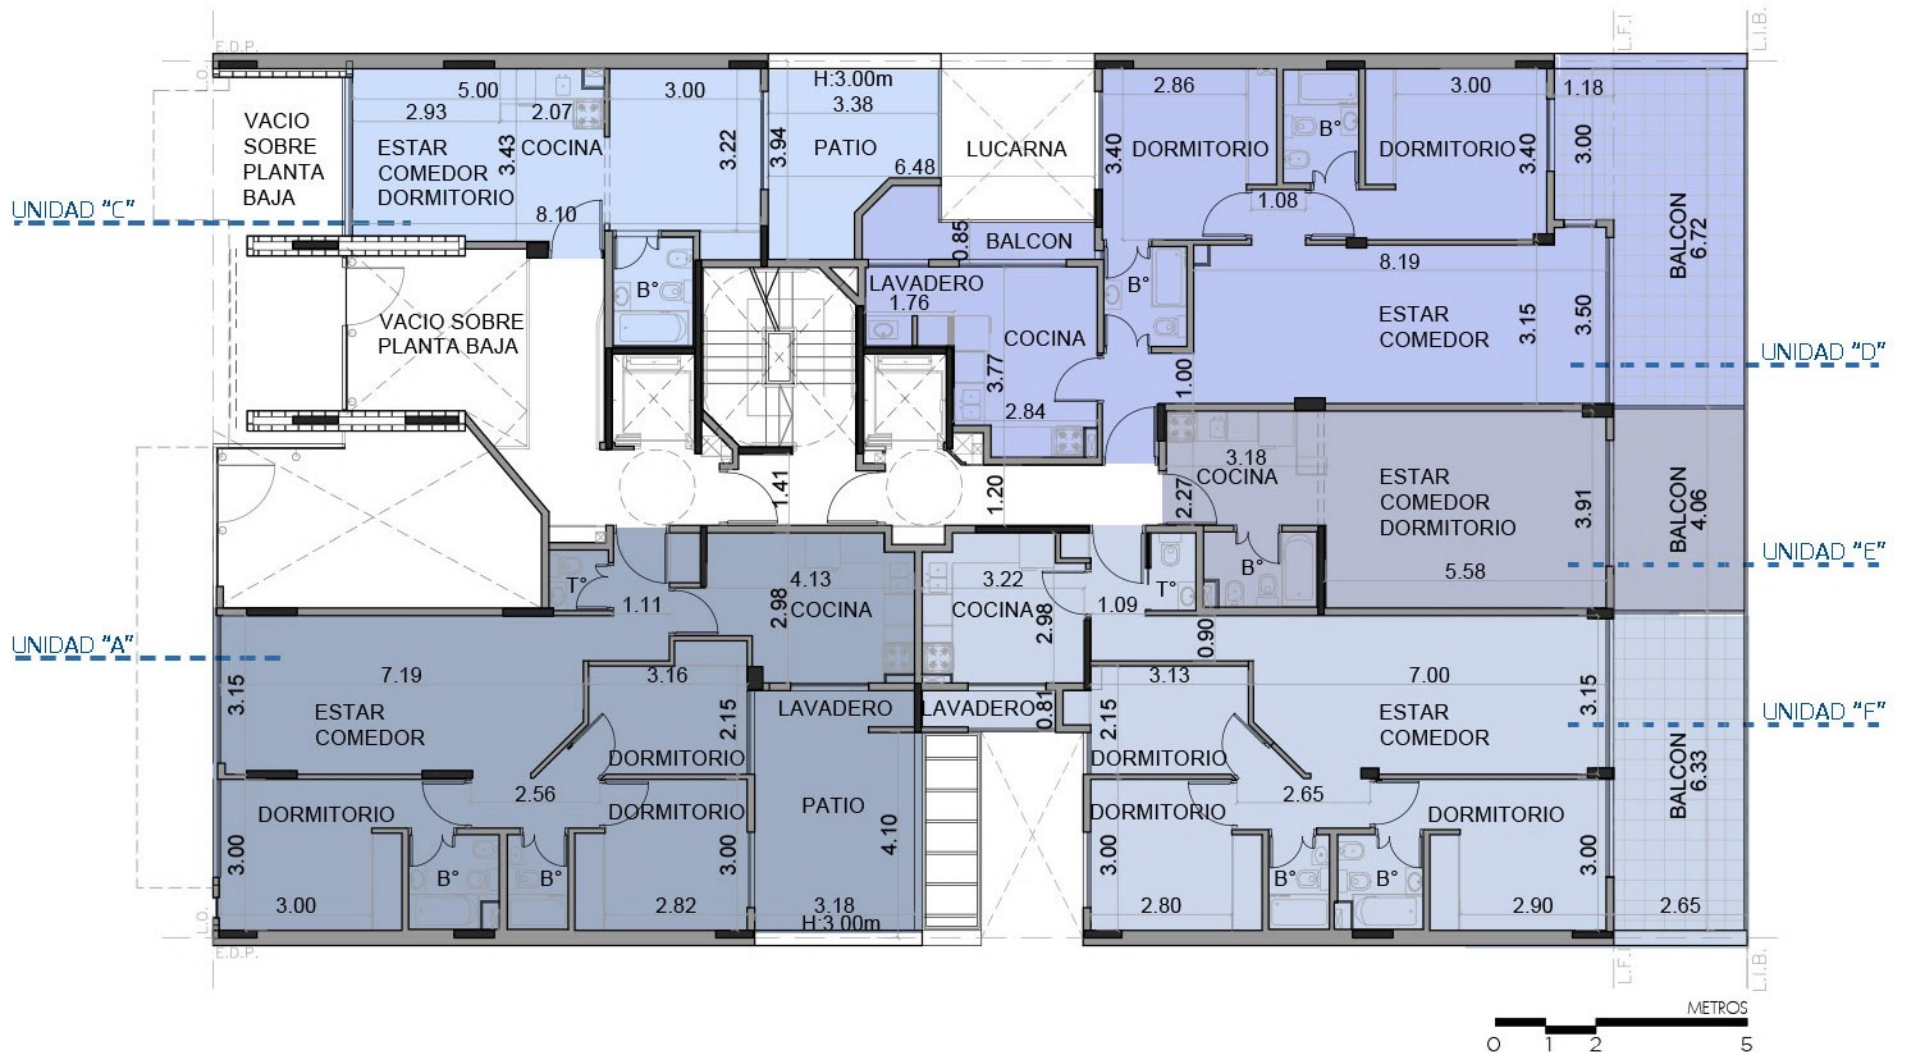 E.D.P.
L.O.
L.F.I
L.I.B.
H:3.00m
5.00
3.00
3.38
2.86
3.00
1.18
2.93
2.07
VACIO
SOBRE
PLANTA
BAJA
ESTAR
COMEDOR
DORMITORIO
3.43
COCINA
3.22
3.94
PATIO
6.48
LUCARNA
3.40
DORMITORIO
B°
DORMITORIO
3.40
3.00
UNIDAD "C"
8.10
1.08
0.85
BALCON
BALCON
6.72
B°
LAVADERO
1.76
B°
8.19
VACIO SOBRE
PLANTA BAJA
COCINA
3.77
2.84
1.00
ESTAR
COMEDOR
3.15
3.50
UNIDAD "D"
1.41
1.20
3.18
COCINA
2.27
ESTAR
COMEDOR
DORMITORIO
3.91
BALCON
4.06
UNIDAD "E"
B°
5.58
T°
1.11
4.13
2.98
COCINA
3.22
COCINA
2.98
1.09
T°
0.90
UNIDAD "A"
7.19
3.15
3.16
2.15
ESTAR
COMEDOR
LAVADERO
LAVADERO
0.81
3.13
2.15
7.00
3.15
ESTAR
COMEDOR
UNIDAD "F"
DORMITORIO
DORMITORIO
BALCON
6.33
2.56
DORMITORIO
DORMITORIO
PATIO
2.65
DORMITORIO
DORMITORIO
3.00
3.00
4.10
3.00
3.00
B°
B°
B°
B°
3.00
2.82
3.18
H:3.00m
2.80
2.90
2.65
L.O.
E.D.P.
L.F.I
L.I.B.
METROS
0 1 2 5